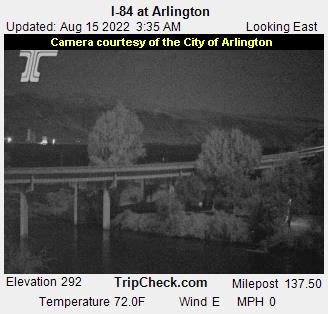 I-84 at Arlington
Updated: Aug 15 2022 3:35 AM Looking East
Camera courtesy of the City of Arlington
Elevation 292 TripCheck.com Milepost 137.50
Temperature 72.0F Wind E MPH 0